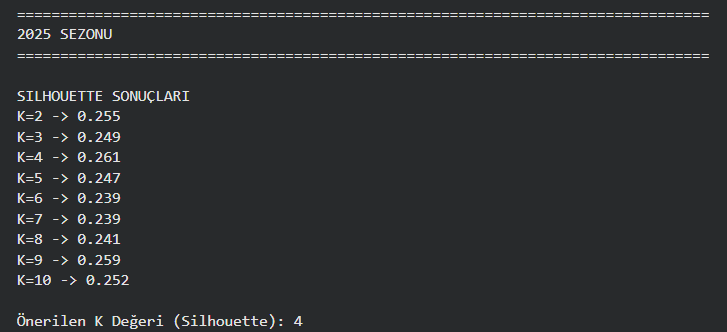 ================================================================================
2025 SEZONU
================================================================================
SILHOUETTE SONUÇLARI
K=2 -> 0.255
K=3 -> 0.249
K=4 -> 0.261
K=5 -> 0.247
K=6 -> 0.239
K=7 -> 0.239
K=8 -> 0.241
K=9 -> 0.259
K=10 -> 0.252
Önerilen K Değeri (Silhouette): 4